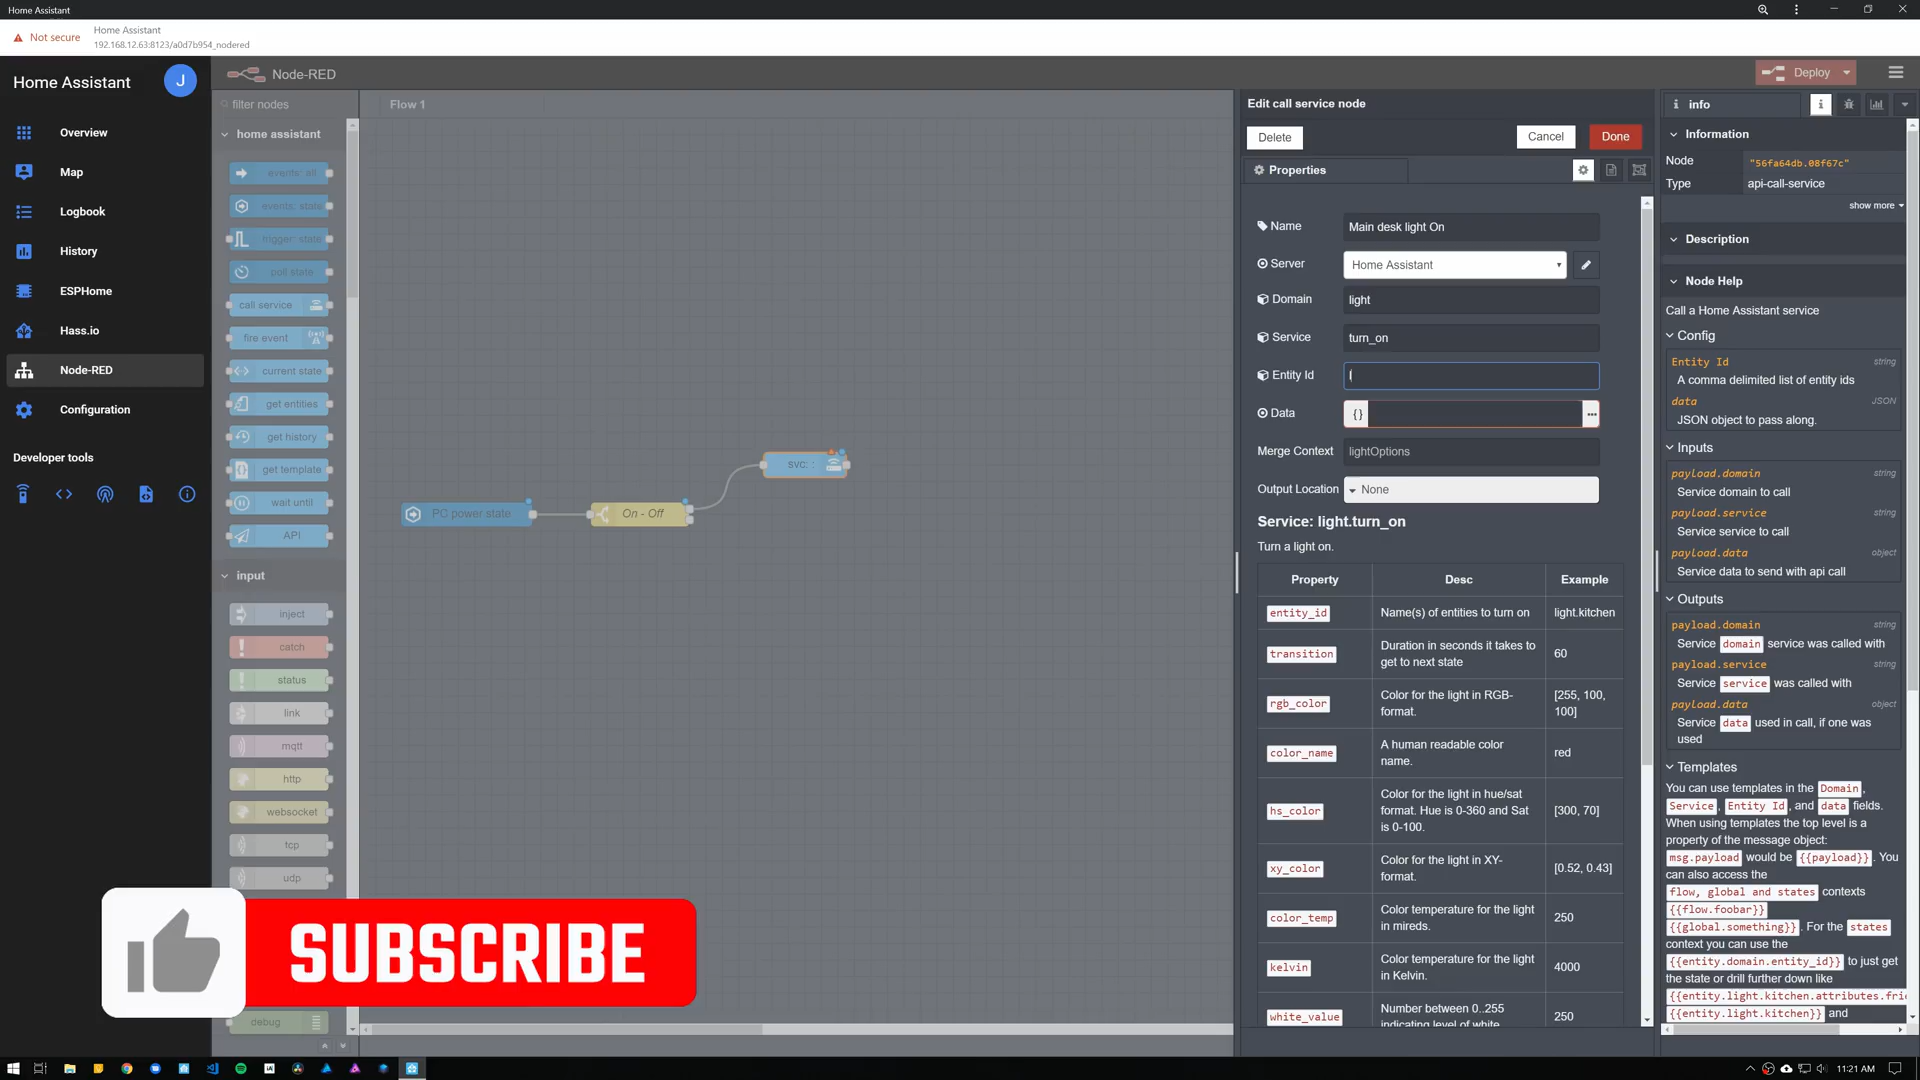 Home Assistant
Not secure
Home Assistant
192.168.12.63:8123/a0d7b954_nodered
Home Assistant
J
Node-RED
Deploy
Overview
Map
Logbook
History
ESPHome
Hass.io
Node-RED
Configuration
Developer tools
filter nodes
home assistant
events: all
events: state
trigger: state
poll state
call service
fire event
current state
get entities
get history
get template
wait until
API
input
inject
catch
status
link
mqtt
http
websocket
tcp
udp
debug
Flow 1
PC power state
On - Off
svc: :
SUBSCRIBE
Edit call service node
Delete
Cancel
Done
Properties
Name
Main desk light On
Server
Home Assistant
Domain
light
Service
turn_on
Entity Id
l
Data
{}
...
Merge Context
lightOptions
Output Location
None
Service: light.turn_on
Turn a light on.
Property Desc Example
entity_id Name(s) of entities to turn on light.kitchen
transition Duration in seconds it takes to
get to next state 60
rgb_color Color for the light in RGB-
format. [255, 100,
100]
color_name A human readable color
name. red
hs_color Color for the light in hue/sat
format. Hue is 0-360 and Sat
is 0-100. [300, 70]
xy_color Color for the light in XY-
format. [0.52, 0.43]
color_temp Color temperature for the light
in mireds. 250
kelvin Color temperature for the light
in Kelvin. 4000
white_value Number between 0..255
indicating level of white. 250
info
Information
Node "56fa64db.08f67c"
Type api-call-service
show more
Description
Node Help
Call a Home Assistant service
Config
Entity Id string
A comma delimited list of entity ids
data JSON
JSON object to pass along.
Inputs
payload.domain string
Service domain to call
payload.service string
Service service to call
payload.data object
Service data to send with api call
Outputs
payload.domain string
Service domain service was called with
payload.service string
Service service was called with
payload.data object
Service data used in call, if one was
used
Templates
You can use templates in the Domain ,
Service , Entity Id , and data fields.
When using templates the top level is a
property of the message object:
msg.payload would be {{payload}} . You
can also access the
flow, global and states contexts
{{flow.foobar}}
{{global.something}} . For the states
context you can use the
{{entity.domain.entity_id}} to just get
the state or drill further down like
{{entity.light.kitchen.attributes.frie
{{entity.light.kitchen}} and
11:21 AM